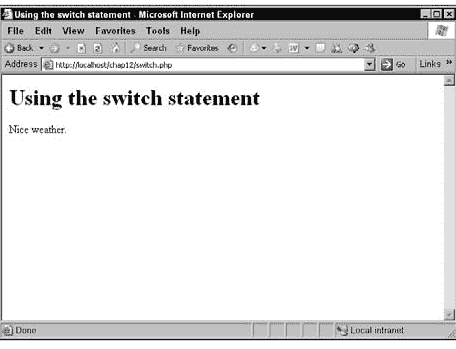 Using the switch statement - Microsoft Internet Explorer
File Edit View Favorites Tools Help
Back Search Favorites
Address http://localhost/chap12/switch.php Go Links »
Using the switch statement
Nice weather.
Done Local intranet